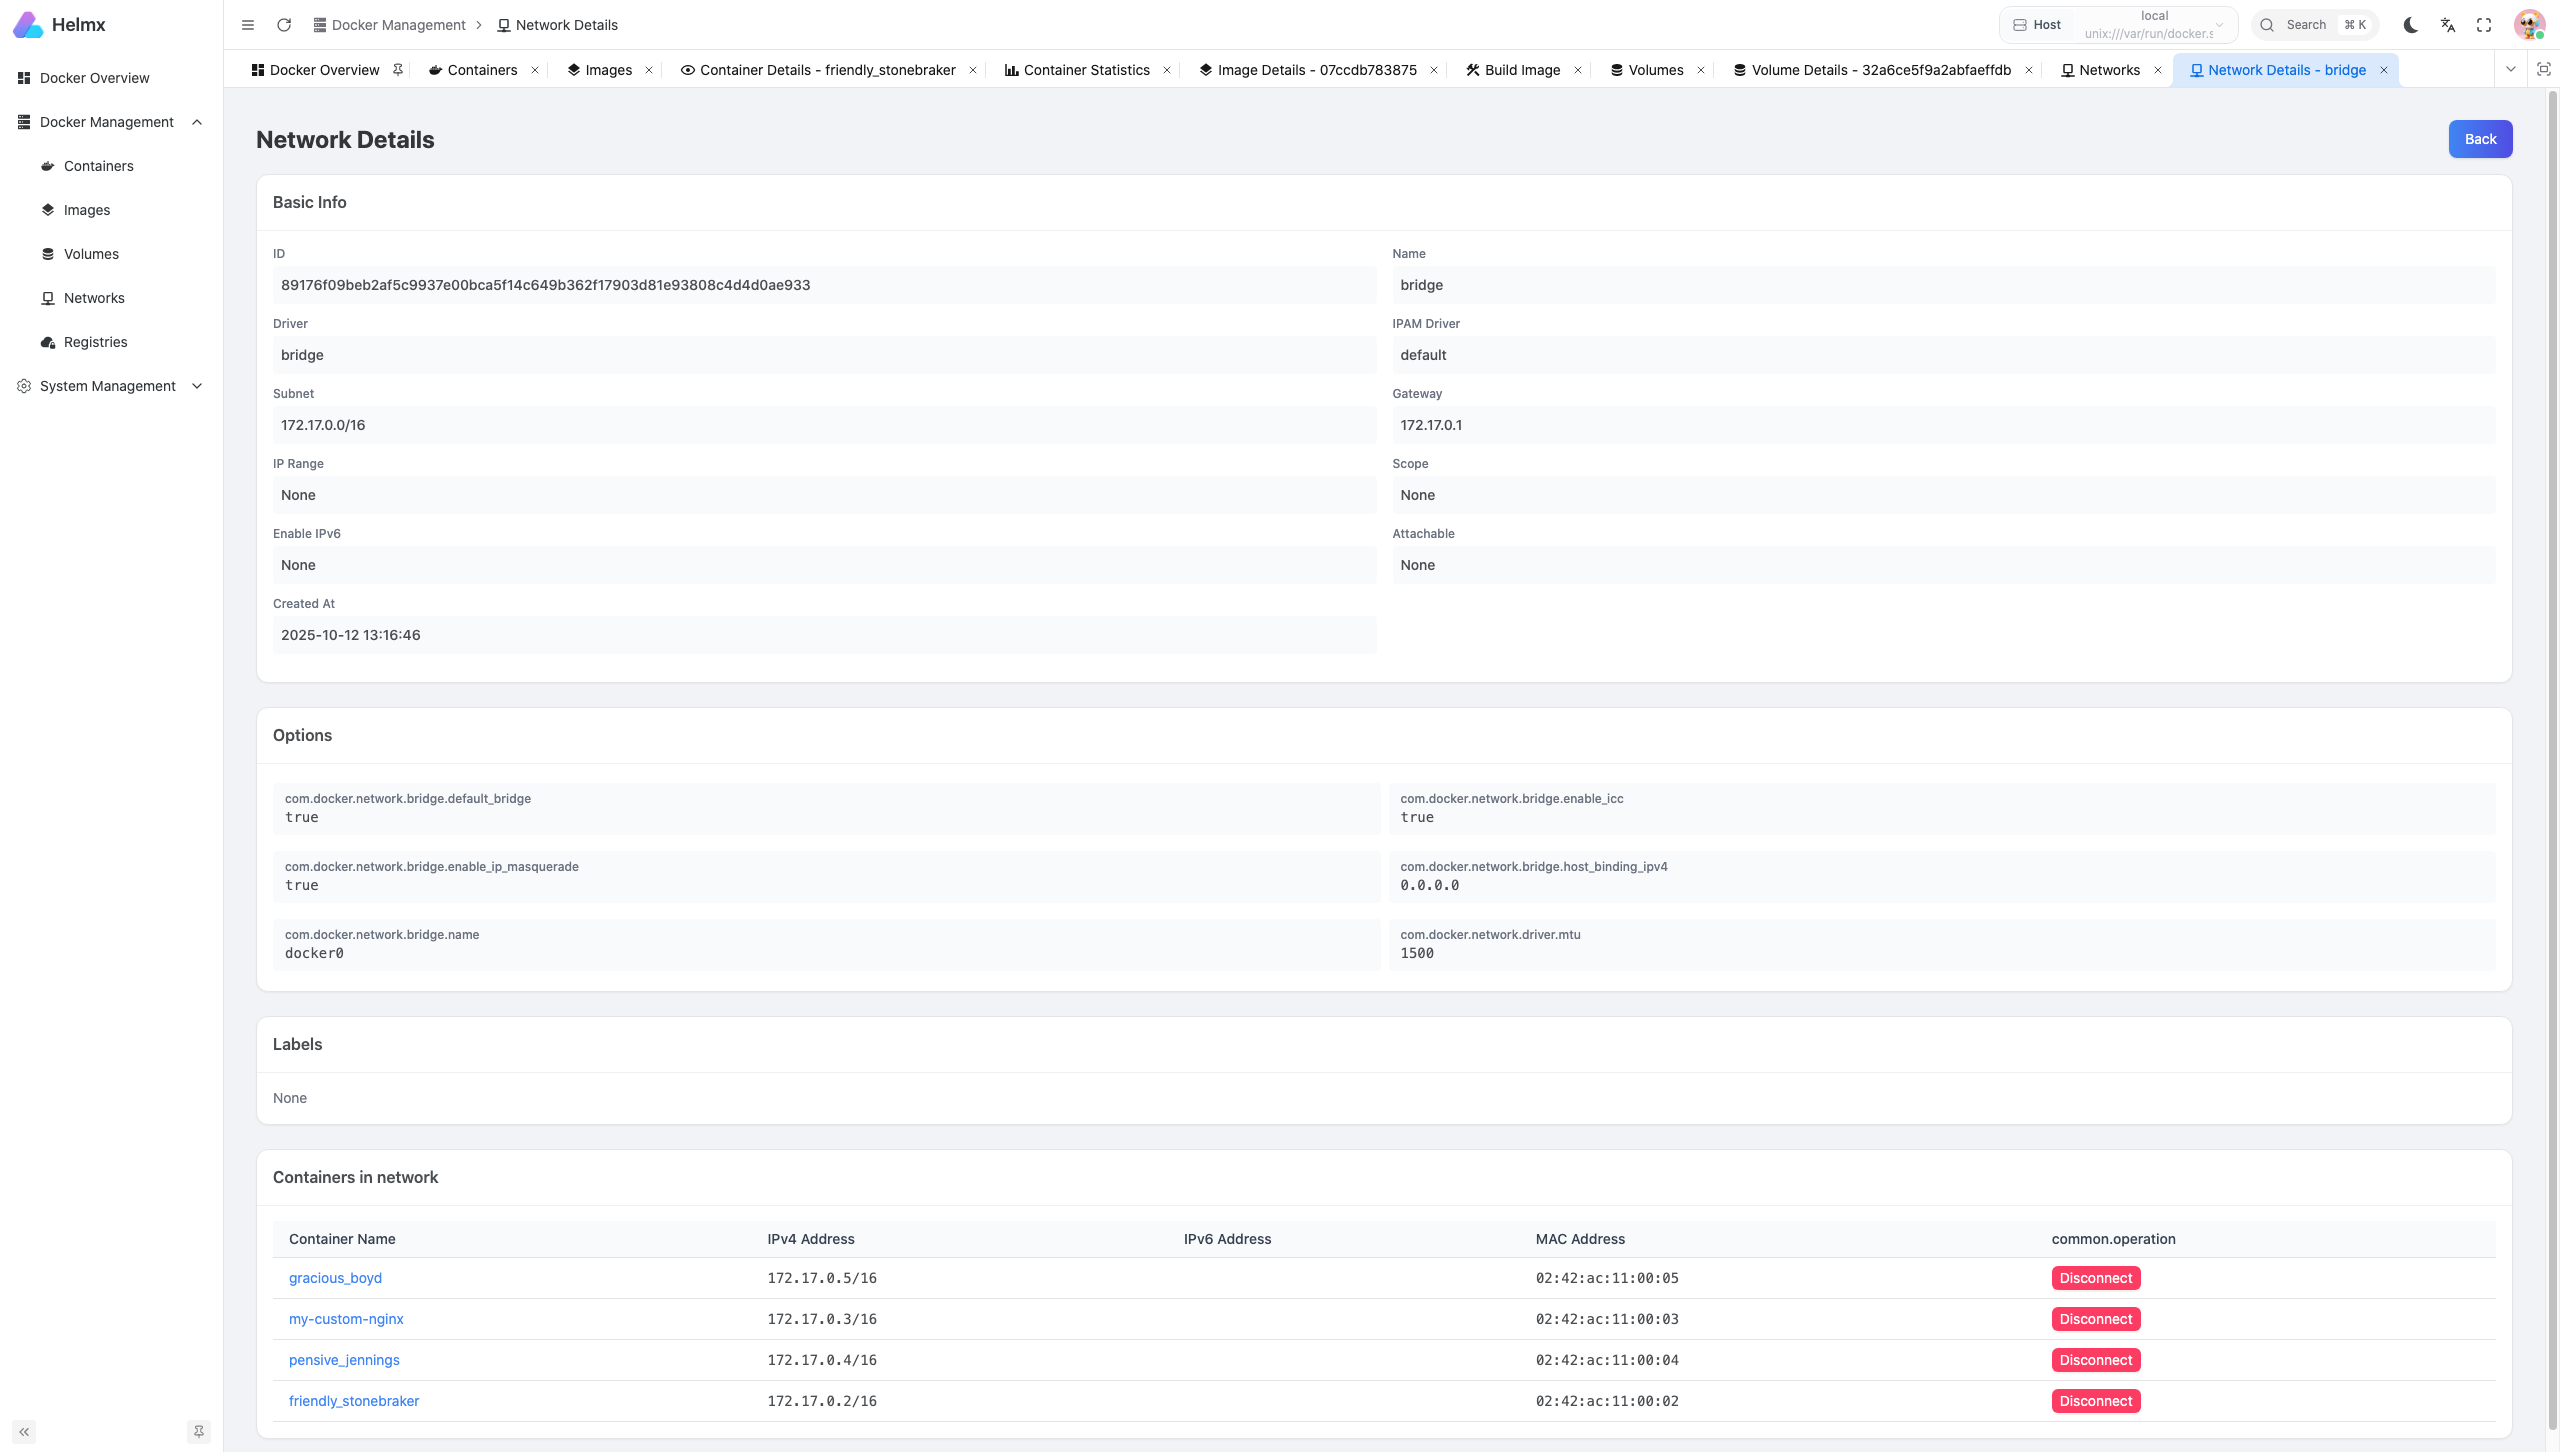 Helmx
Docker Management
Network Details
Host
local
unix:///var/run/docker.s
Search ⌘ K
Docker Overview
Containers
Images
Container Details - friendly_stonebraker
Container Statistics
Image Details - 07ccdb783875
Build Image
Volumes
Volume Details - 32a6ce5f9a2abfaeffdb
Networks
Network Details - bridge
Docker Overview
Docker Management
Containers
Images
Volumes
Networks
Registries
System Management
Network Details
Back
Basic Info
ID
89176f09beb2af5c9937e00bca5f14c649b362f17903d81e93808c4d4d0ae933
Name
bridge
Driver
bridge
IPAM Driver
default
Subnet
172.17.0.0/16
Gateway
172.17.0.1
IP Range
None
Scope
None
Enable IPv6
None
Attachable
None
Created At
2025-10-12 13:16:46
Options
com.docker.network.bridge.default_bridge
true
com.docker.network.bridge.enable_icc
true
com.docker.network.bridge.enable_ip_masquerade
true
com.docker.network.bridge.host_binding_ipv4
0.0.0.0
com.docker.network.bridge.name
docker0
com.docker.network.driver.mtu
1500
Labels
None
Containers in network
Container Name IPv4 Address IPv6 Address MAC Address common.operation
gracious_boyd 172.17.0.5/16 02:42:ac:11:00:05 Disconnect
my-custom-nginx 172.17.0.3/16 02:42:ac:11:00:03 Disconnect
pensive_jennings 172.17.0.4/16 02:42:ac:11:00:04 Disconnect
friendly_stonebraker 172.17.0.2/16 02:42:ac:11:00:02 Disconnect